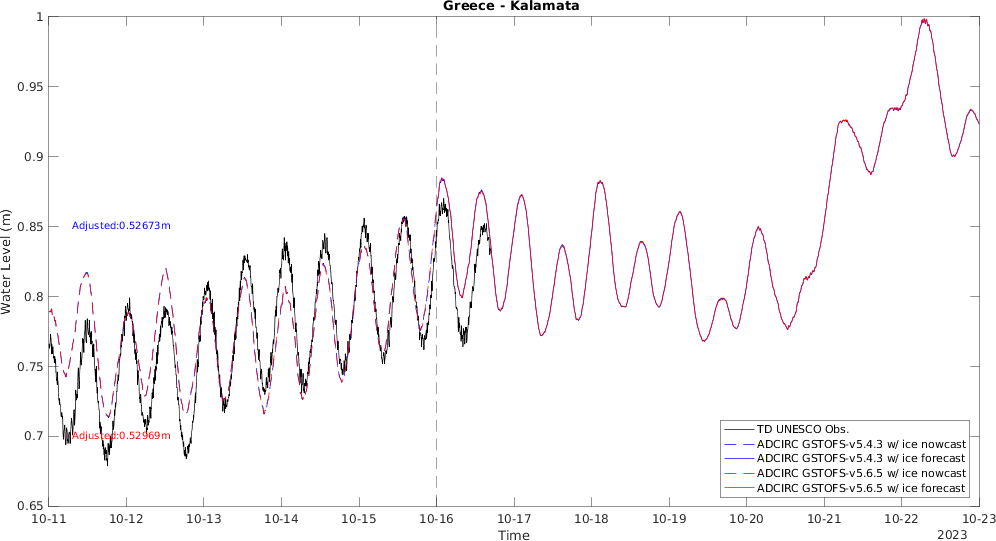 Greece - Kalamata
1
0.95
0.9
0.85
0.8
0.75
0.7
0.65
Water Level (m)
Adjusted:0.52673m
Adjusted:0.52969m
TD UNESCO Obs.
ADCIRC GSTOFS-v5.4.3 w/ ice nowcast
ADCIRC GSTOFS-v5.4.3 w/ ice forecast
ADCIRC GSTOFS-v5.6.5 w/ ice nowcast
ADCIRC GSTOFS-v5.6.5 w/ ice forecast
10-11 10-12 10-13 10-14 10-15 10-16 10-17 10-18 10-19 10-20 10-21 10-22 10-23
Time
2023